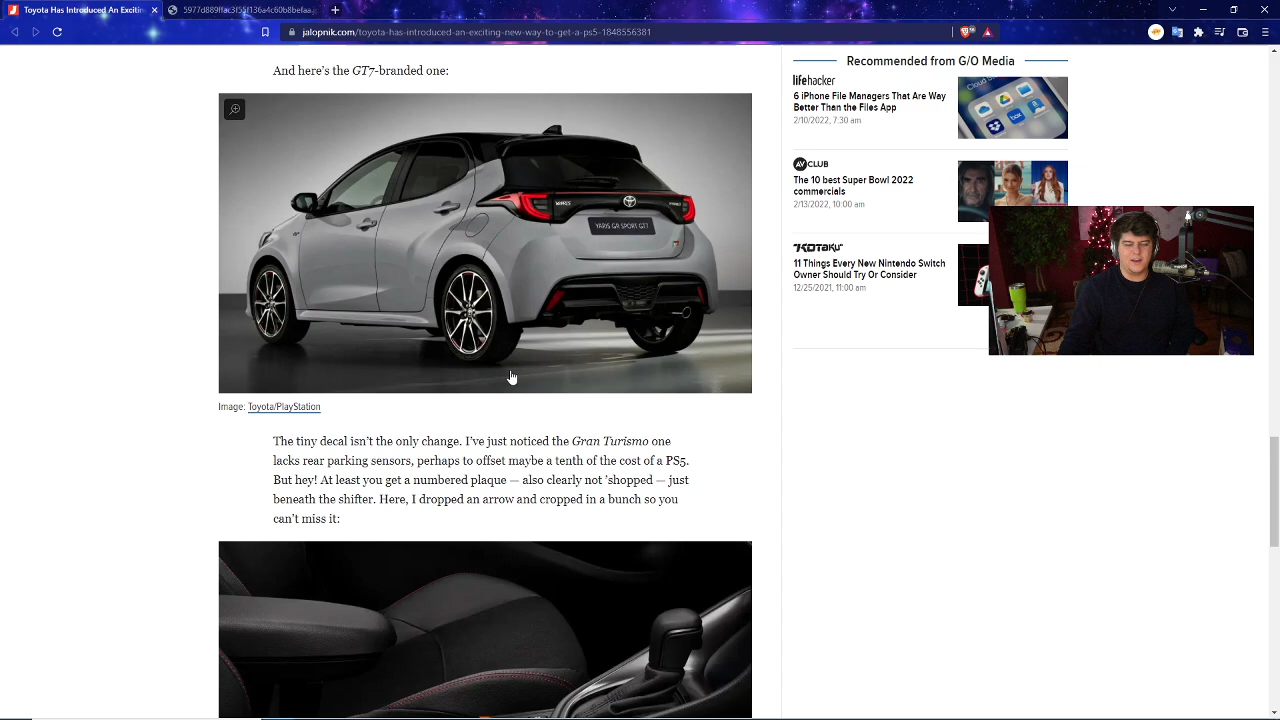 Toyota Has Introduced An Exciti
5977d889ffac3f55f130a4c60b8befaa.j
jalopnik.com/toyota-has-introduced-an-exciting-new-way-to-get-a-ps5-1848556381
And here's the GT7-branded one:
YARIS
YARIS GR SPORT GT7
Image: Toyota/PlayStation
The tiny decal isn't the only change. I've just noticed the Gran Turismo one
lacks rear parking sensors, perhaps to offset maybe a tenth of the cost of a PS5.
But hey! At least you get a numbered plaque — also clearly not 'shopped — just
beneath the shifter. Here, I dropped an arrow and cropped in a bunch so you
can't miss it:
Recommended from G/O Media
lifehacker
6 iPhone File Managers That Are Way
Better Than the Files App
2/10/2022, 7:30 am
AV CLUB
The 10 best Super Bowl 2022
commercials
2/13/2022, 10:00 am
KOTAKU
11 Things Every New Nintendo Switch
Owner Should Try Or Consider
12/25/2021, 11:00 am